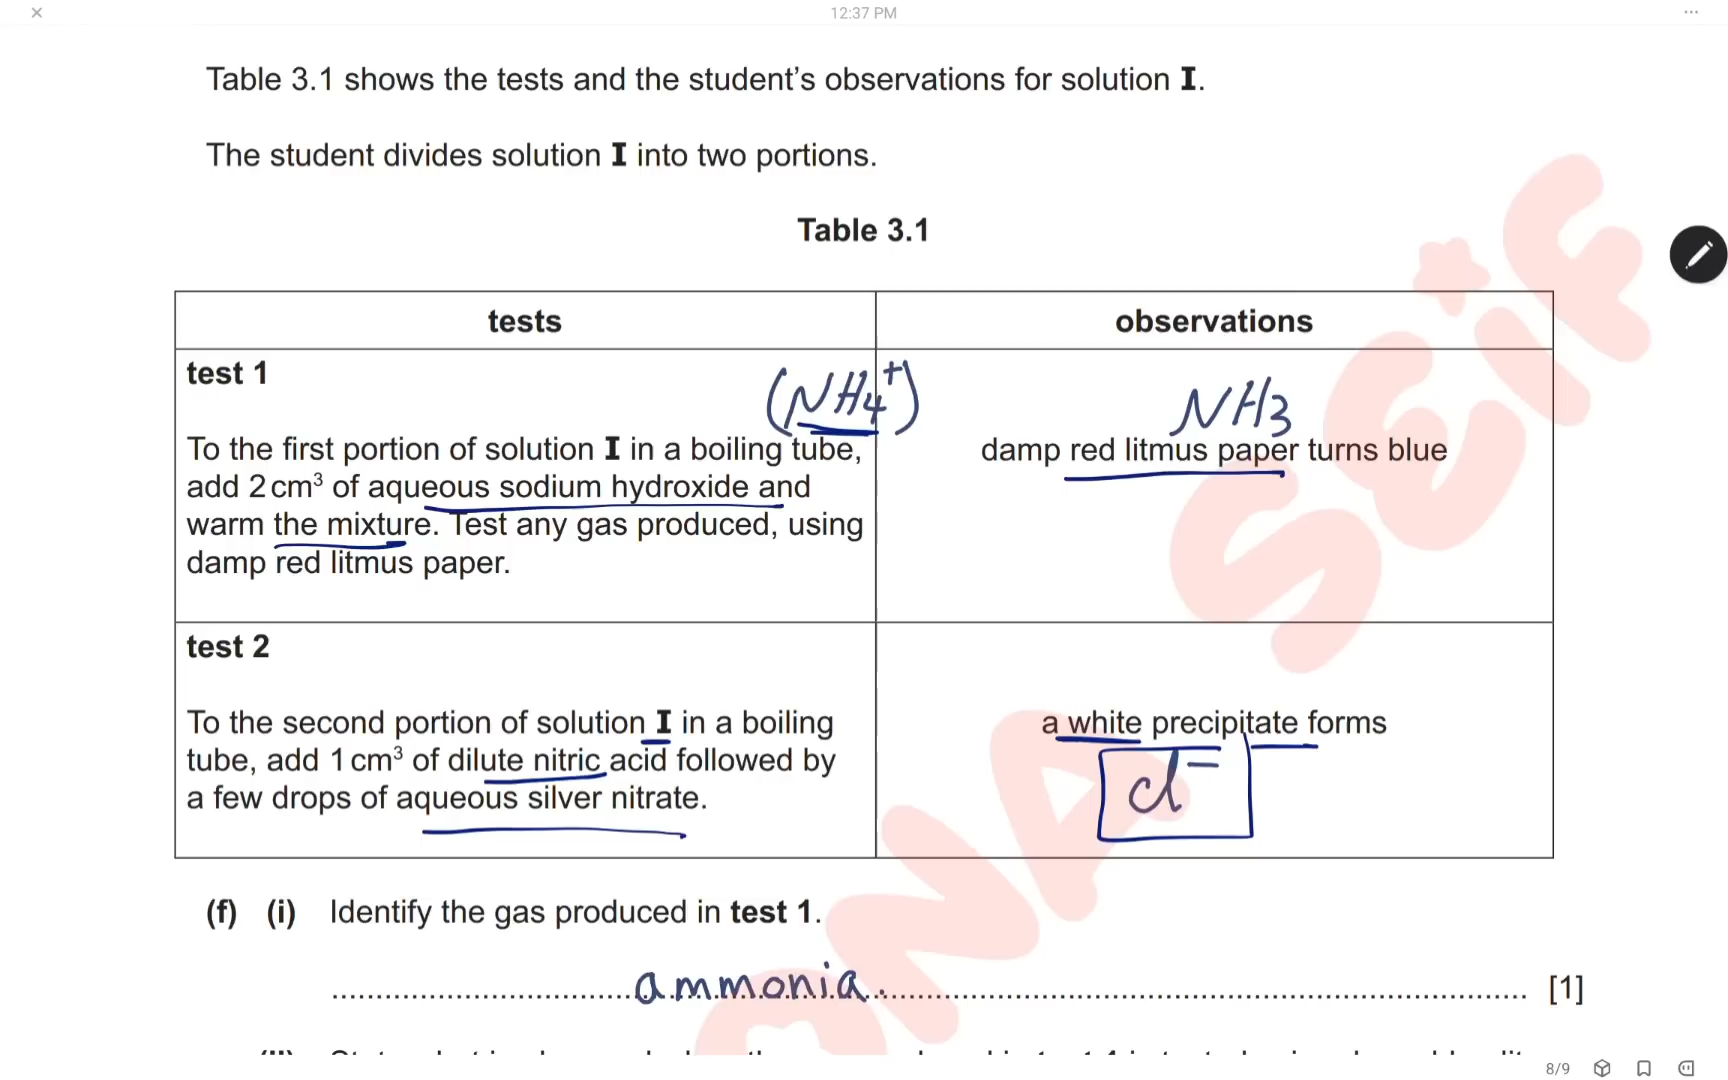 12:37 PM
Table 3.1 shows the tests and the student’s observations for solution I.
The student divides solution I into two portions.
Table 3.1
tests
observations
test 1
(NH4+)
To the first portion of solution I in a boiling tube,
add 2 cm³ of aqueous sodium hydroxide and
warm the mixture. Test any gas produced, using
damp red litmus paper.
NH3
damp red litmus paper turns blue
test 2
To the second portion of solution I in a boiling
tube, add 1 cm³ of dilute nitric acid followed by
a few drops of aqueous silver nitrate.
a white precipitate forms
cl-
(f) (i) Identify the gas produced in test 1.
ammonia. [1]
8/9
SEIF